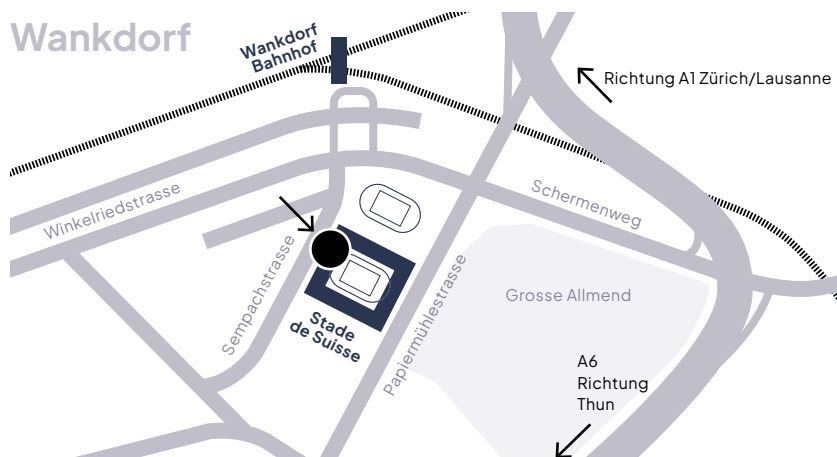 Wankdorf
Wankdorf
Bahnhof
Richtung A1 Zürich/Lausanne
Winkelriedstrasse
Schermenweg
Sempachstrasse
Papiermühlestrasse
Grosse Allmend
Stade
de Suisse
A6
Richtung
Thun